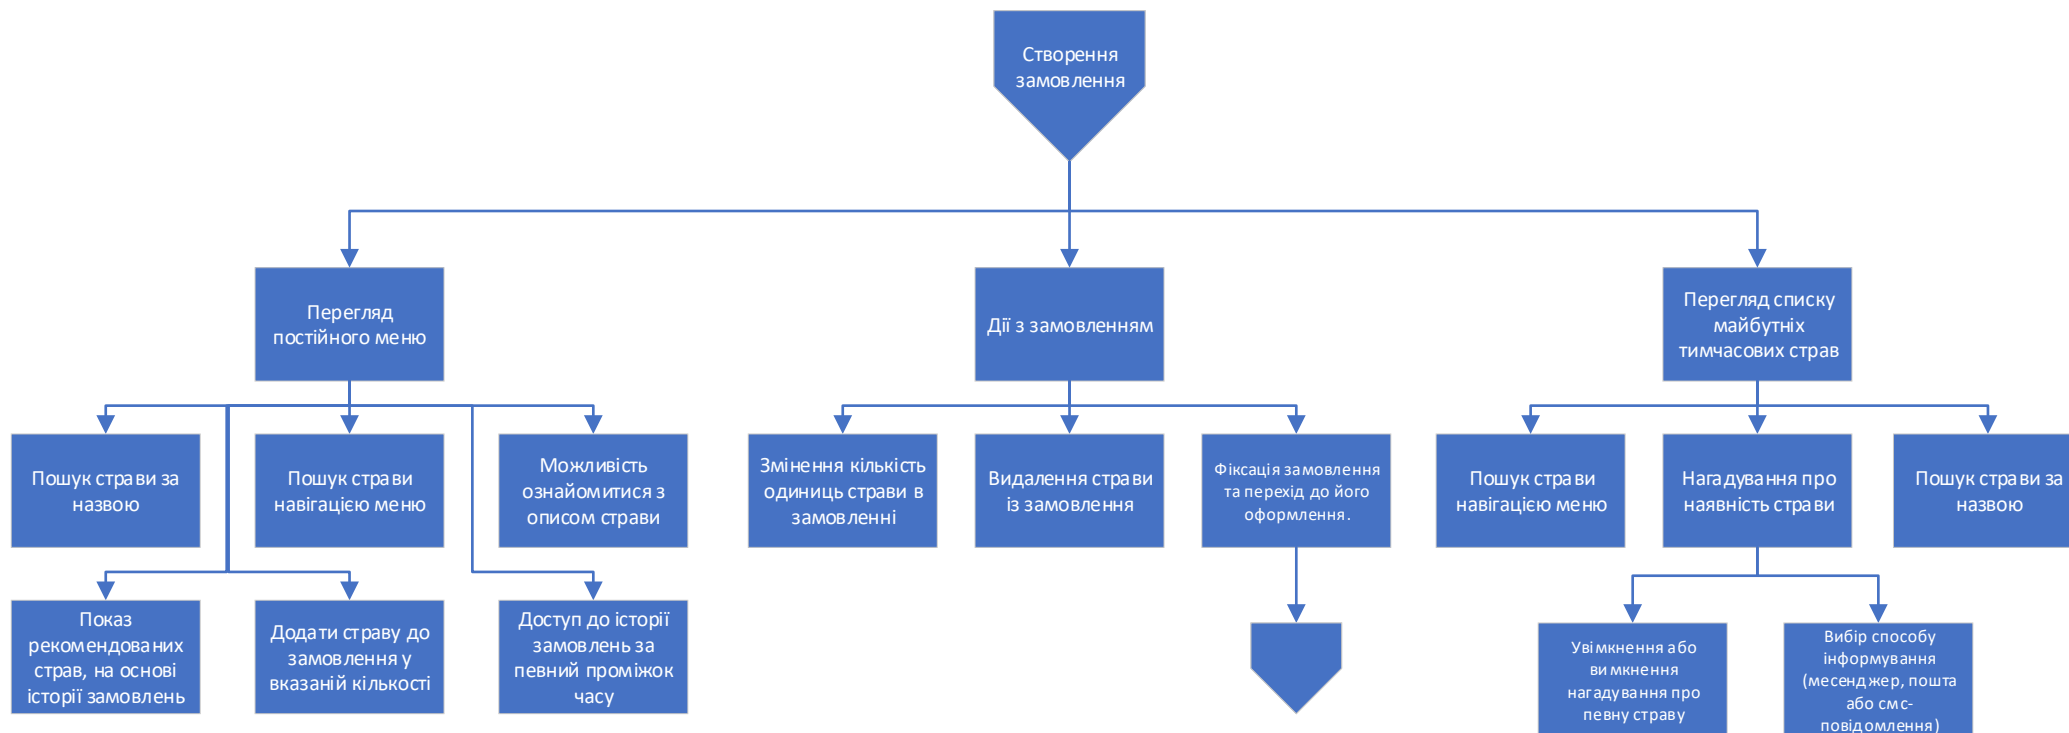 Створення
замовлення
Перегляд
постійного меню
Дії з замовленням
Перегляд списку
майбутніх
тимчасових страв
Пошук страви за
назвою
Пошук страви
навігацією меню
Можливість
ознайомитися з
описом страви
Змінення кількість
одиниць страви в
замовленні
Видалення страви
із замовлення
Фіксація замовлення
та перехід до його
оформлення.
Пошук страви
навігацією меню
Нагадування про
наявність страви
Пошук страви за
назвою
Показ
рекомендованих
страв, на основі
історії замовлень
Додати страву до
замовлення у
вказаній кількості
Доступ до історії
замовлень за
певний проміжок
часу
Увімкнення або
вимкнення
нагадування про
певну страву
Вибір способу
інформування
(месенджер, пошта
або смс-
повідомлення)